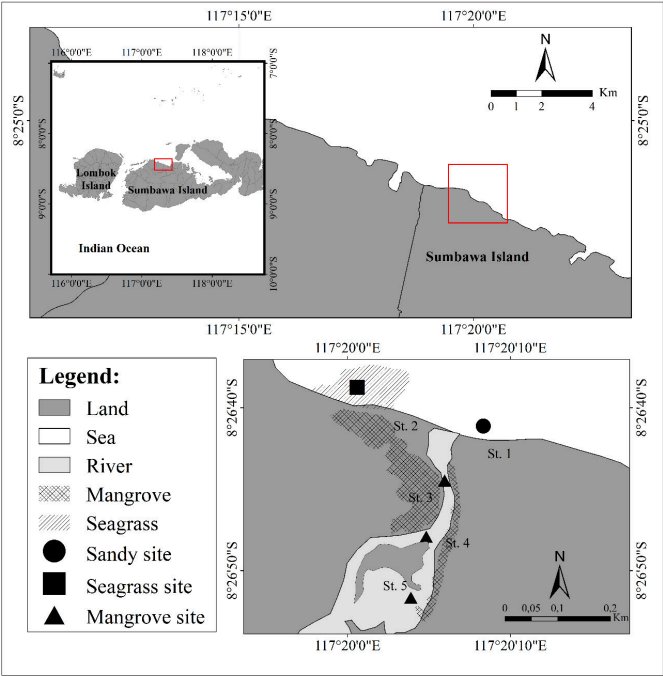 117°15'0"E
117°20'0"E
116°0'0"E
117°0'0"E
118°0'0"E
7°0'0"S
8°0'0"S
9°0'0"S
10°0'0"S
Lombok
Island
Sumbawa Island
Indian Ocean
116°0'0"E
117°0'0"E
118°0'0"E
N
Km
0 1 2 4
8°25'0"S
8°25'0"S
Sumbawa Island
117°15'0"E
117°20'0"E
Legend:
Land
Sea
River
Mangrove
Seagrass
Sandy site
Seagrass site
Mangrove site
117°20'0"E
117°20'10"E
8°26'40"S
8°26'40"S
St. 2
St. 1
St. 3
St. 4
St. 5
8°26'50"S
8°26'50"S
N
0 0,05 0,1 0,2
Km
117°20'0"E
117°20'10"E